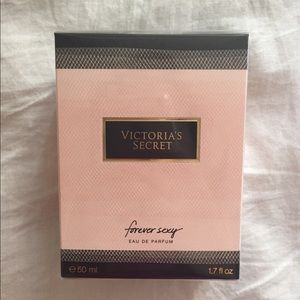 VICTORIA'S
SECRET
forever sexy
EAU DE PARFUM
℮ 50 ml 1.7 fl oz